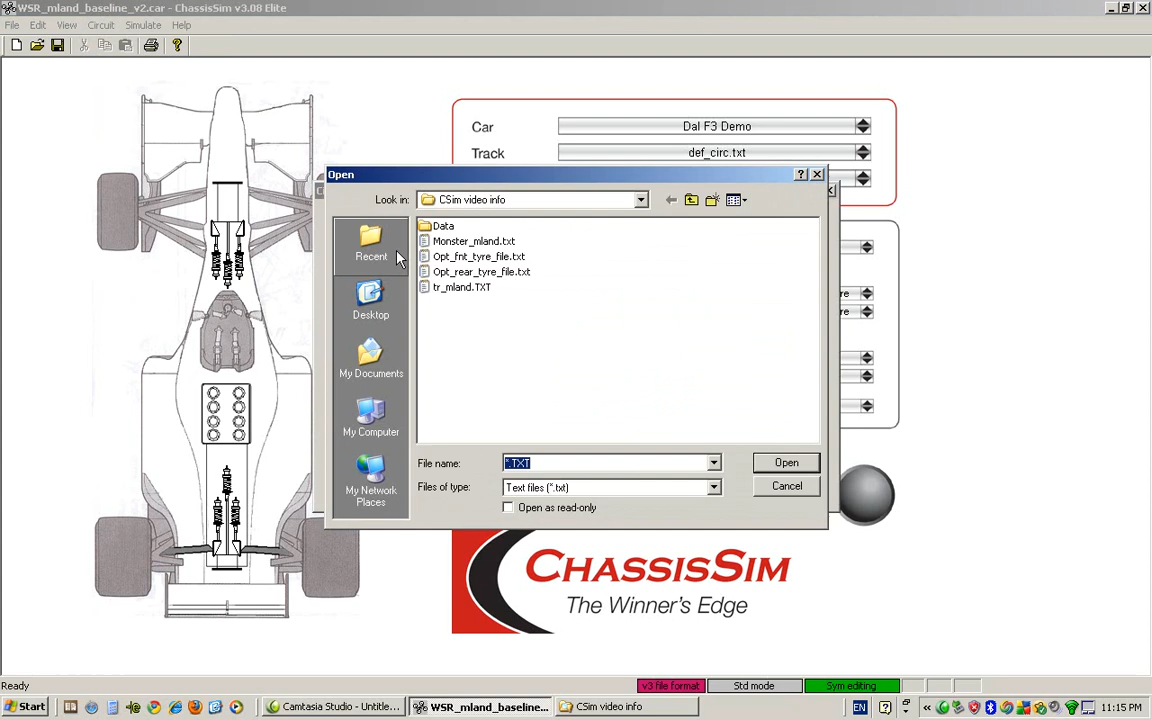 WSR_mland_baseline_v2.car - ChassisSim v3.08 Elite
File Edit View Circuit Simulate Help
Car Dal F3 Demo
Track def_circ.txt
Open
Look in: CSim video info
Recent
Desktop
My Documents
My Computer
My Network
Places
Data
Monster_mland.txt
Opt_fnt_tyre_file.txt
Opt_rear_tyre_file.txt
tr_mland.TXT
re
re
File name: *.TXT Open
Files of type: Text files (*.txt) Cancel
Open as read-only
CHASSISSIM
The Winner's Edge
Ready v3 file format Std mode Sym editing
Start Camtasia Studio - Untitle... WSR_mland_baseline... CSim video info EN 11:15 PM